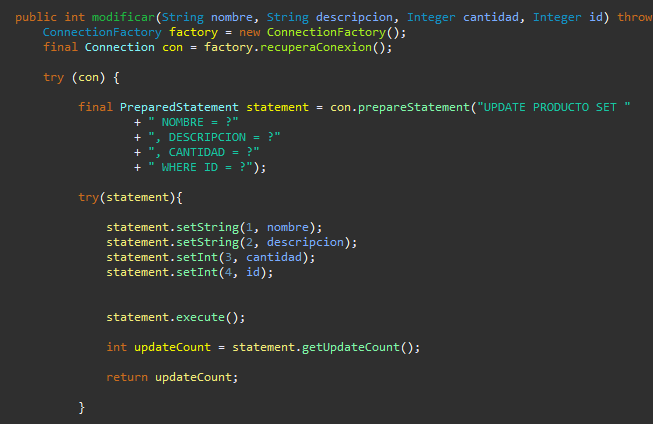 public int modificar(String nombre, String descripcion, Integer cantidad, Integer id) throw
ConnectionFactory factory = new ConnectionFactory();
final Connection con = factory.recuperaConexion();
try (con) {
final PreparedStatement statement = con.prepareStatement("UPDATE PRODUCTO SET "
+ " NOMBRE = ?"
+ ", DESCRIPCION = ?"
+ ", CANTIDAD = ?"
+ " WHERE ID = ?");
try(statement){
statement.setString(1, nombre);
statement.setString(2, descripcion);
statement.setInt(3, cantidad);
statement.setInt(4, id);
statement.execute();
int updateCount = statement.getUpdateCount();
return updateCount;
}